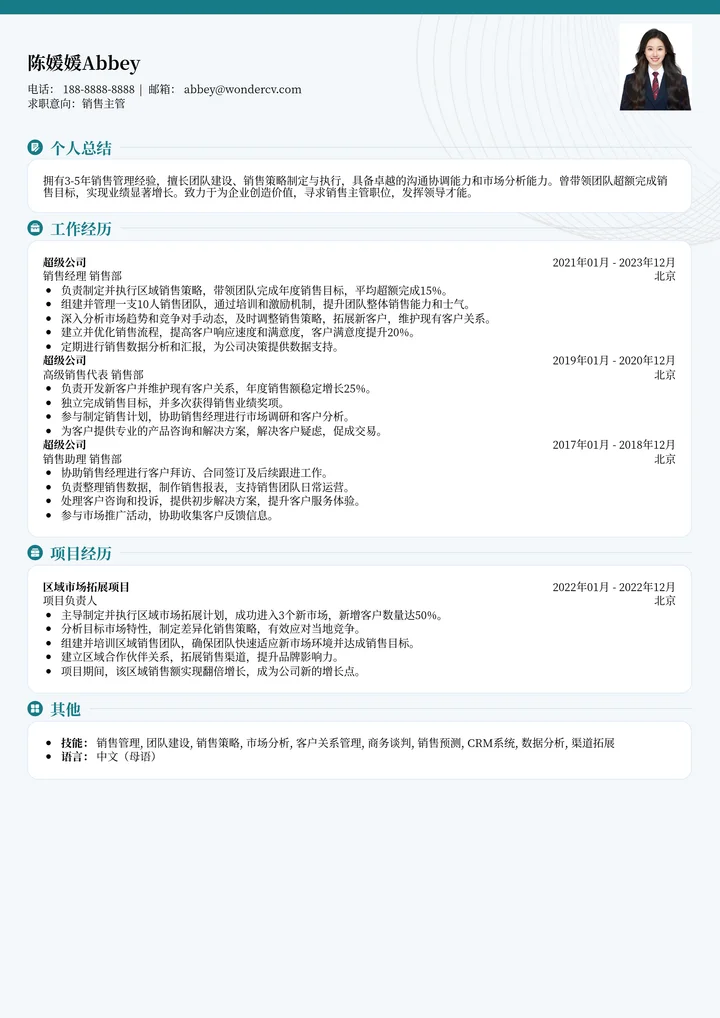 陈媛媛Abbey
电话： 188-8888-8888 | 邮箱： abbey@wondercv.com
求职意向：销售主管
个人总结
拥有3-5年销售管理经验，擅长团队建设、销售策略制定与执行，具备卓越的沟通协调能力和市场分析能力。曾带领团队超额完成销
售目标，实现业绩显著增长。致力于为企业创造价值，寻求销售主管职位，发挥领导才能。
工作经历
超级公司 2021年01月 - 2023年12月
销售经理 销售部 北京
• 负责制定并执行区域销售策略，带领团队完成年度销售目标，平均超额完成15%。
• 组建并管理一支10人销售团队，通过培训和激励机制，提升团队整体销售能力和士气。
• 深入分析市场趋势和竞争对手动态，及时调整销售策略，拓展新客户，维护现有客户关系。
• 建立并优化销售流程，提高客户响应速度和满意度，客户满意度提升20%。
• 定期进行销售数据分析和汇报，为公司决策提供数据支持。
超级公司 2019年01月 - 2020年12月
高级销售代表 销售部 北京
• 负责开发新客户并维护现有客户关系，年度销售额稳定增长25%。
• 独立完成销售目标，并多次获得销售业绩奖项。
• 参与制定销售计划，协助销售经理进行市场调研和客户分析。
• 为客户提供专业的产品咨询和解决方案，解决客户疑虑，促成交易。
超级公司 2017年01月 - 2018年12月
销售助理 销售部 北京
• 协助销售经理进行客户拜访、合同签订及后续跟进工作。
• 负责整理销售数据，制作销售报表，支持销售团队日常运营。
• 处理客户咨询和投诉，提供初步解决方案，提升客户服务体验。
• 参与市场推广活动，协助收集客户反馈信息。
项目经历
区域市场拓展项目 2022年01月 - 2022年12月
项目负责人 北京
• 主导制定并执行区域市场拓展计划，成功进入3个新市场，新增客户数量达50%。
• 分析目标市场特性，制定差异化销售策略，有效应对当地竞争。
• 组建并培训区域销售团队，确保团队快速适应新市场环境并达成销售目标。
• 建立区域合作伙伴关系，拓展销售渠道，提升品牌影响力。
• 项目期间，该区域销售额实现翻倍增长，成为公司新的增长点。
其他
• 技能： 销售管理, 团队建设, 销售策略, 市场分析, 客户关系管理, 商务谈判, 销售预测, CRM系统, 数据分析, 渠道拓展
• 语言： 中文（母语）